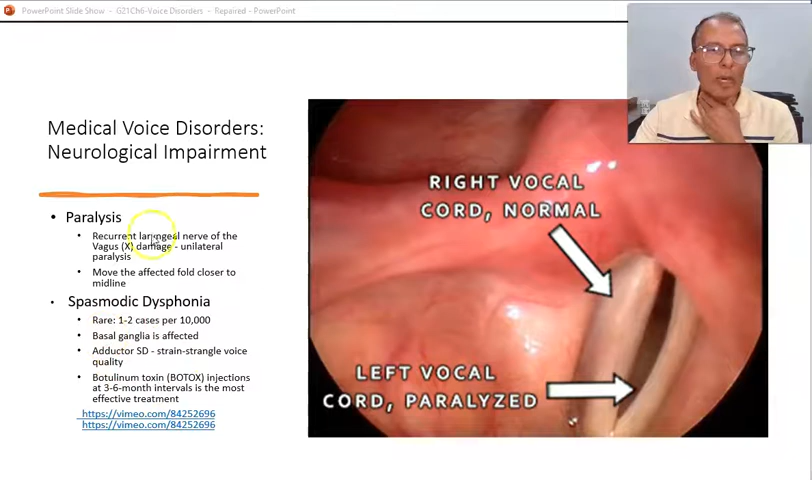 PowerPoint Slide Show - G21Ch6-Voice Disorders - Repaired - PowerPoint
Medical Voice Disorders:
Neurological Impairment
• Paralysis
• Recurrent laryngeal nerve of the
Vagus (X) damage - unilateral
paralysis
• Move the affected fold closer to
midline
• Spasmodic Dysphonia
• Rare: 1-2 cases per 10,000
• Basal ganglia is affected
• Adductor SD - strain-strangle voice
quality
• Botulinum toxin (BOTOX) injections
at 3-6-month intervals is the most
effective treatment
https://vimeo.com/84252696
https://vimeo.com/84252696
RIGHT VOCAL
CORD, NORMAL
LEFT VOCAL
CORD, PARALYZED